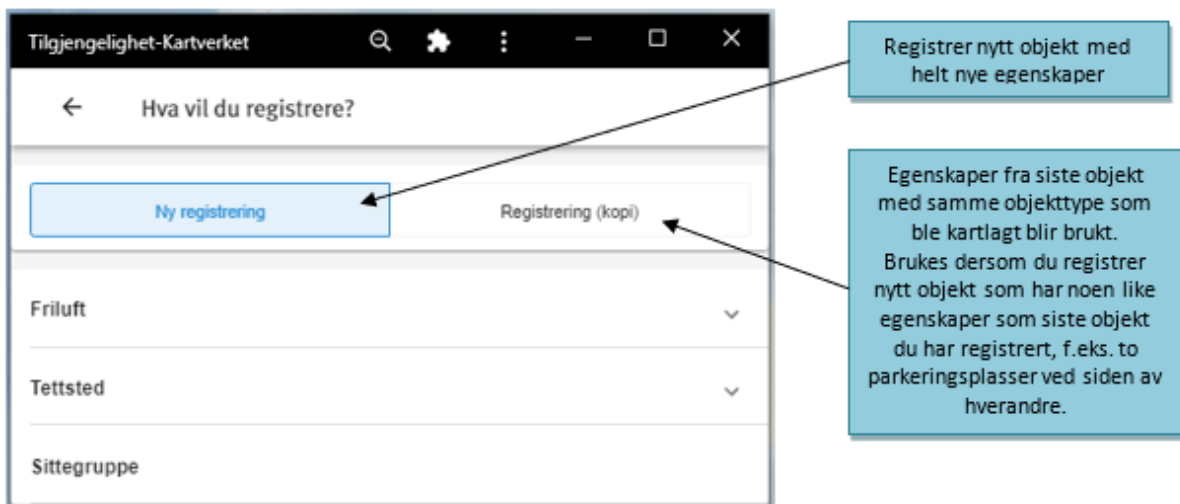 Tilgjengelighet-Kartverket
Hva vil du registrere?
Ny registrering
Registrering (kopi)
Friluft
Tettsted
Sittegruppe
Registrer nytt objekt med
helt nye egenskaper
Egenskaper fra siste objekt
med samme objekttype som
ble kartlagt blir brukt.
Brukes dersom du registrer
nytt objekt som har noen like
egenskaper som siste objekt
du har registrert, f.eks. to
parkeringsplasser ved siden av
hverandre.